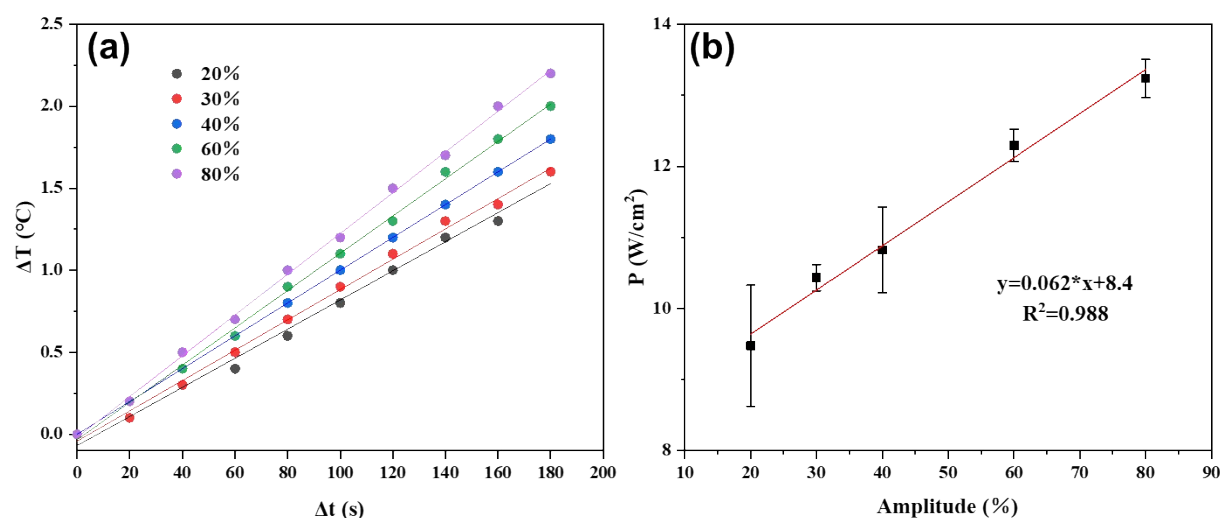 (a)
20%
30%
40%
60%
80%
2.5
2.0
1.5
1.0
0.5
0.0
0 20 40 60 80 100 120 140 160 180 200
ΔT (°C)
Δt (s)
(b)
14
12
10
8
10 20 30 40 50 60 70 80 90
P (W/cm²)
Amplitude (%)
y=0.062*x+8.4
R²=0.988